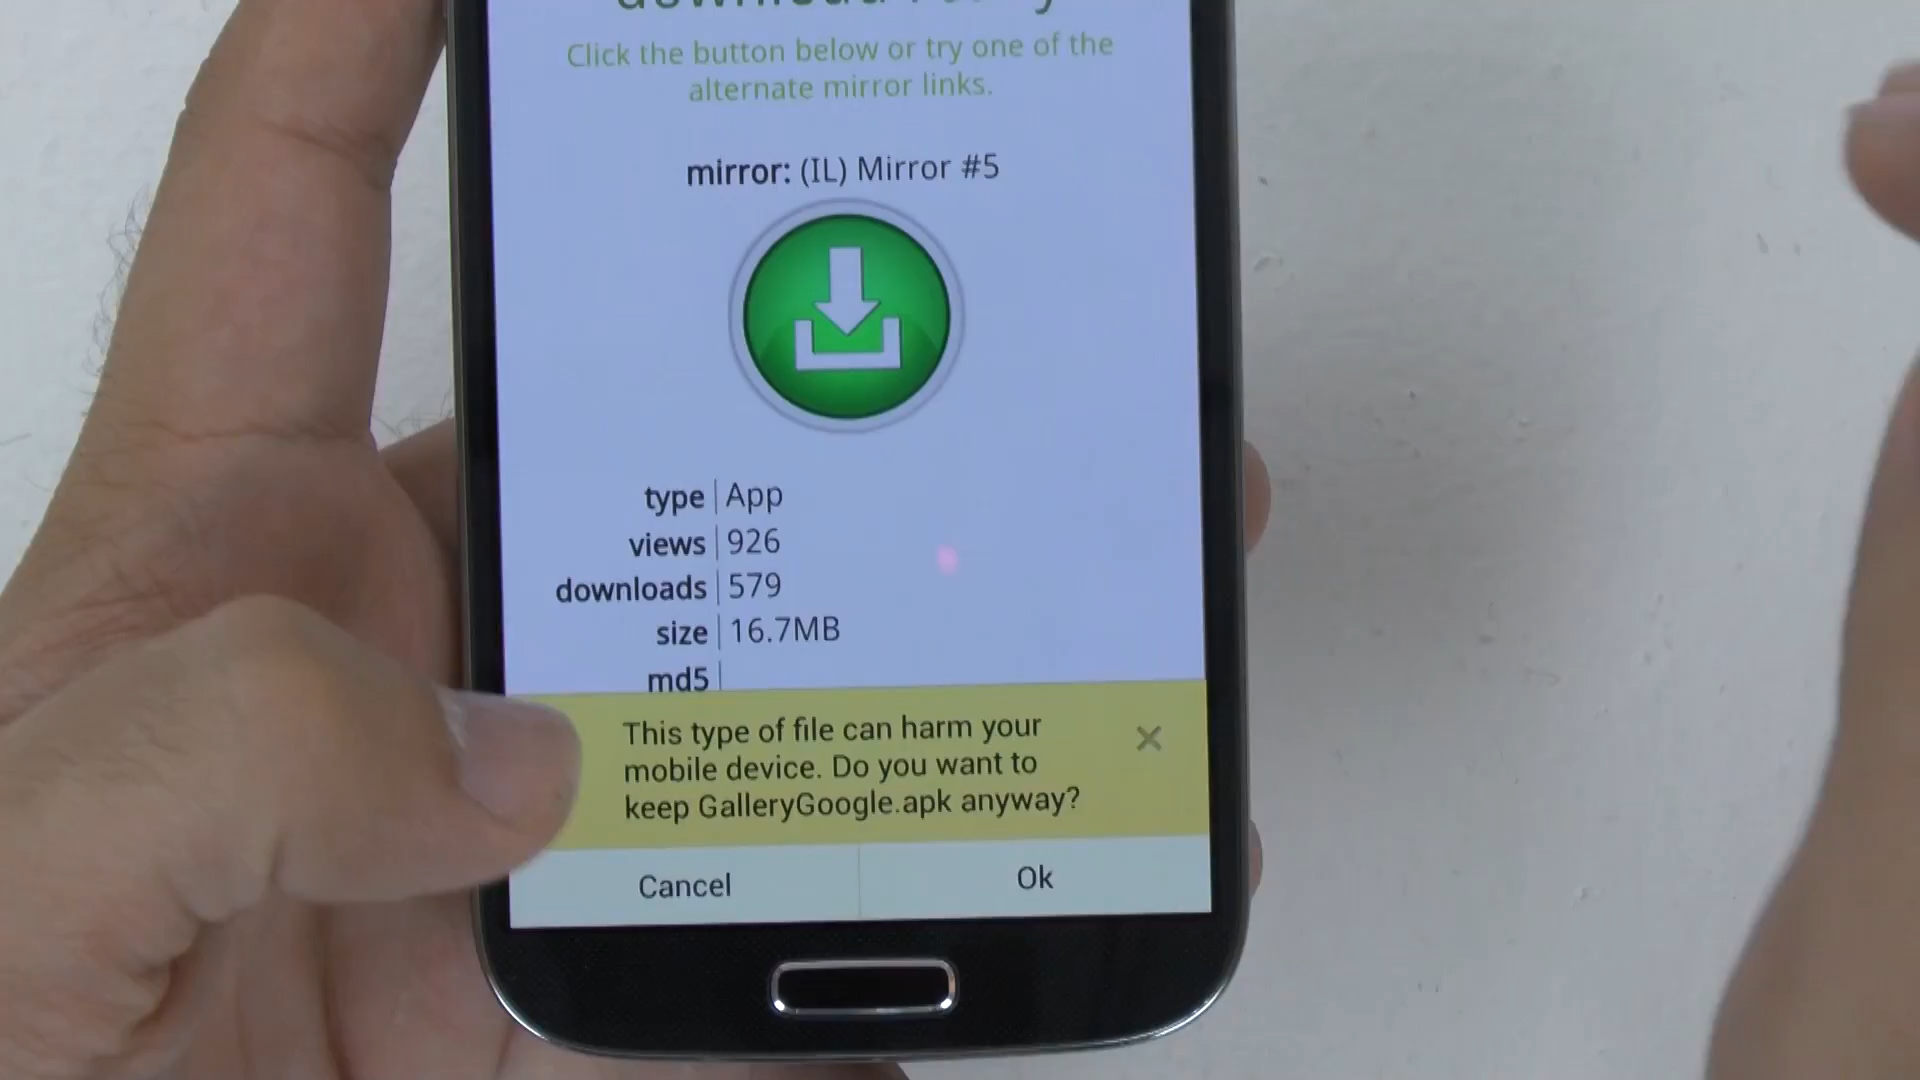 Click the button below or try one of the
alternate mirror links.
mirror: (IL) Mirror #5
type App
views 926
downloads 579
size 16.7MB
md5
This type of file can harm your
mobile device. Do you want to
keep GalleryGoogle.apk anyway?
Cancel
Ok